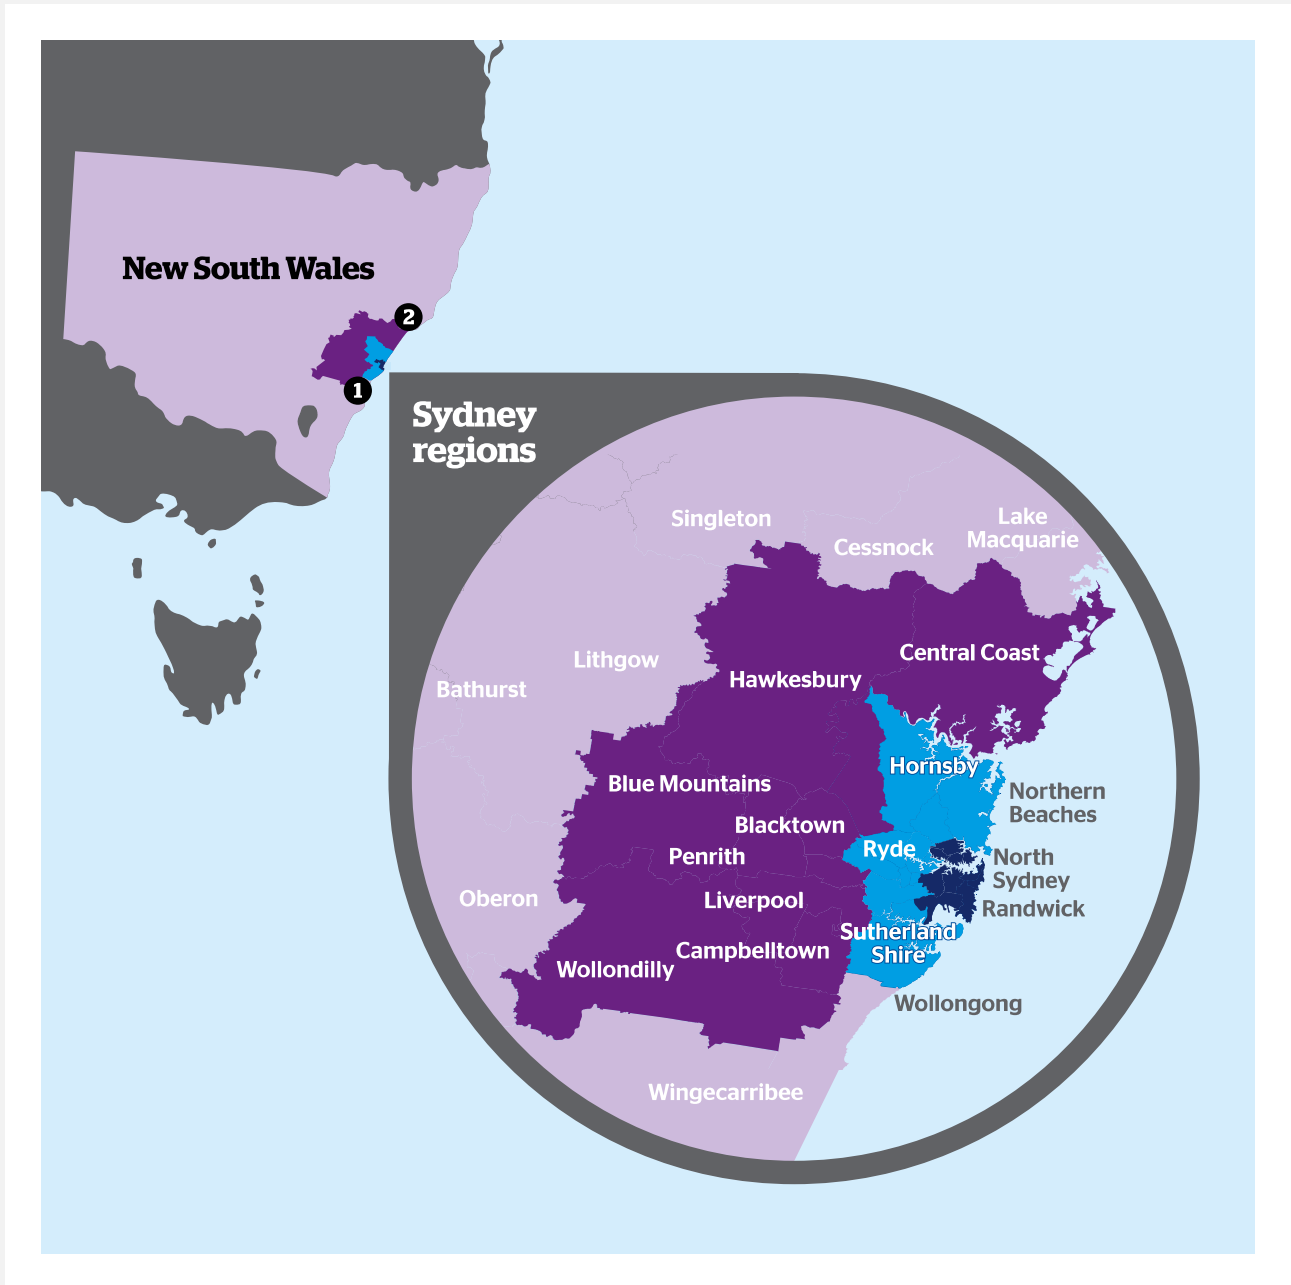 New South Wales
2
1
Sydney
regions
Singleton
Cessnock
Lake
Macquarie
Lithgow
Central Coast
Bathurst
Hawkesbury
Hornsby
Blue Mountains
Northern
Beaches
Blacktown
Ryde
Penrith
North
Sydney
Oberon
Liverpool
Randwick
Sutherland
Shire
Campbelltown
Wollondilly
Wollongong
Wingecarribee